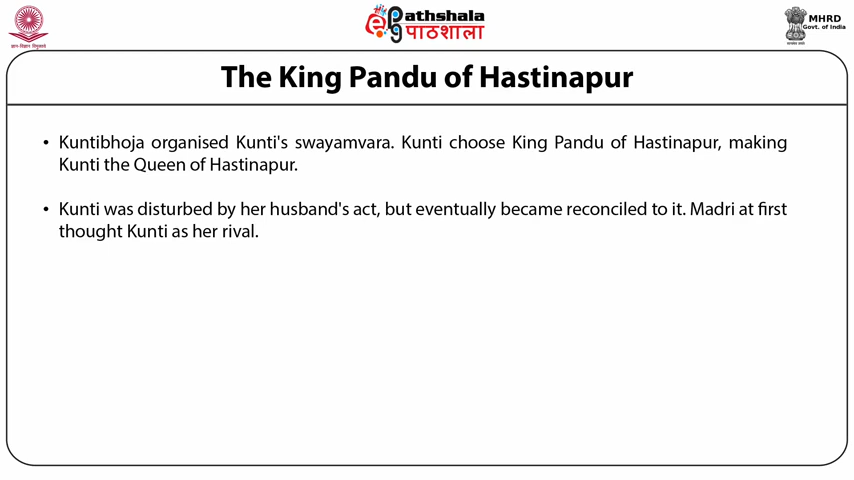 ज्ञान-विज्ञान विमुक्तये
ePathshala
पाठशाला
MHRD
Govt. of India
The King Pandu of Hastinapur
• Kuntibhoja organised Kunti's swayamvara. Kunti choose King Pandu of Hastinapur, making
Kunti the Queen of Hastinapur.
• Kunti was disturbed by her husband's act, but eventually became reconciled to it. Madri at first
thought Kunti as her rival.